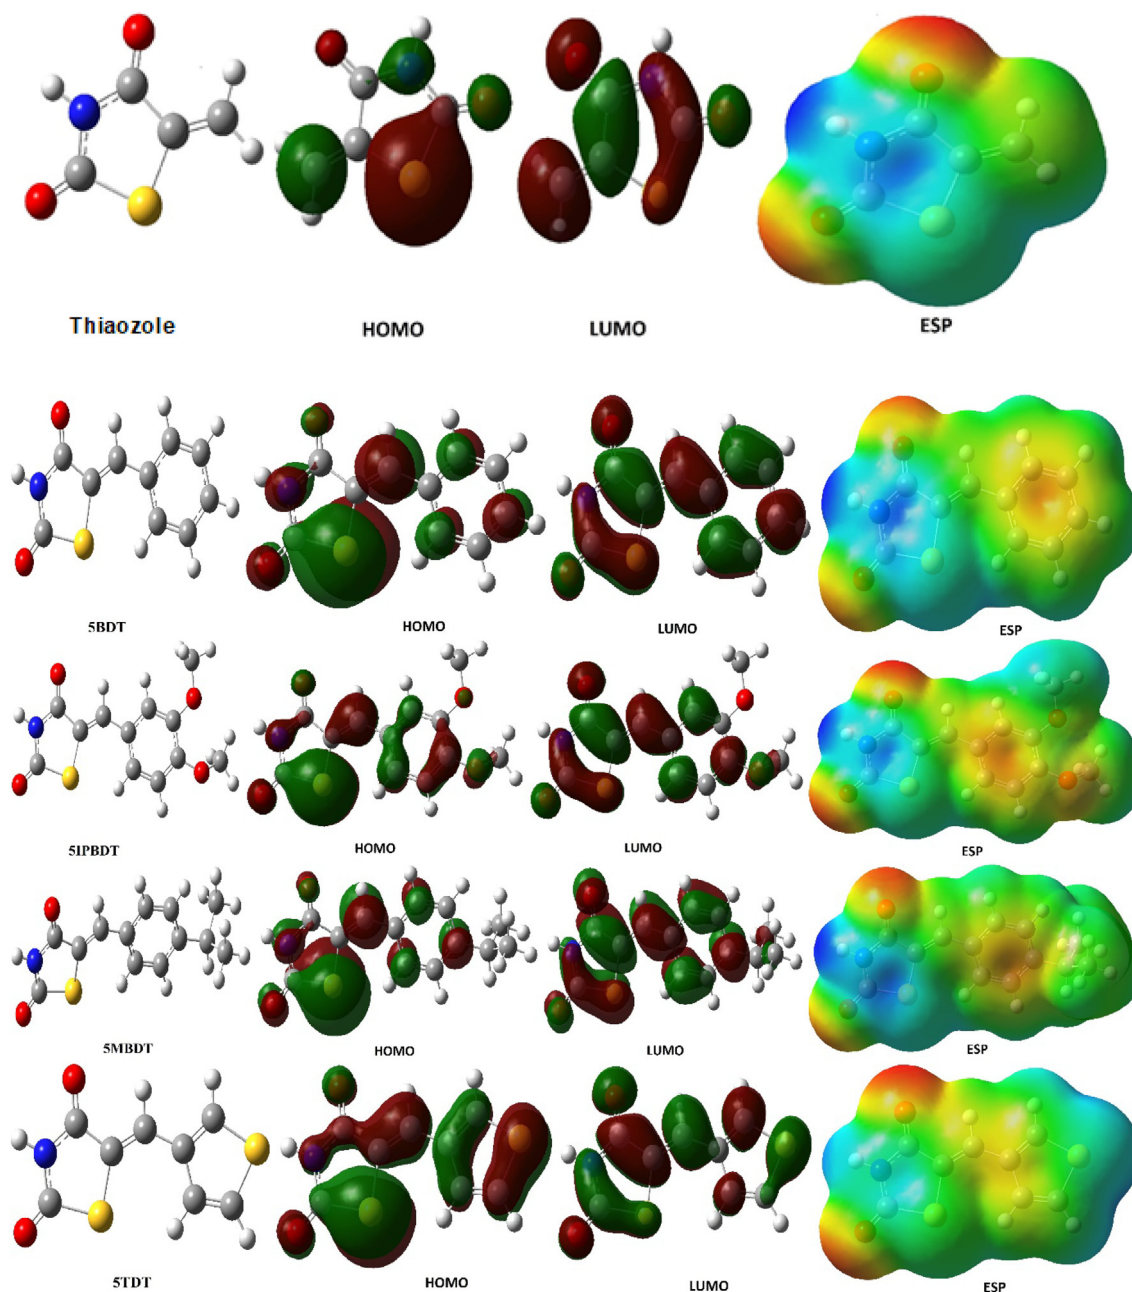 Thiaozole HOMO LUMO ESP
5BDT HOMO LUMO ESP
5IPBDT HOMO LUMO ESP
5MBDT HOMO LUMO ESP
5TDT HOMO LUMO ESP